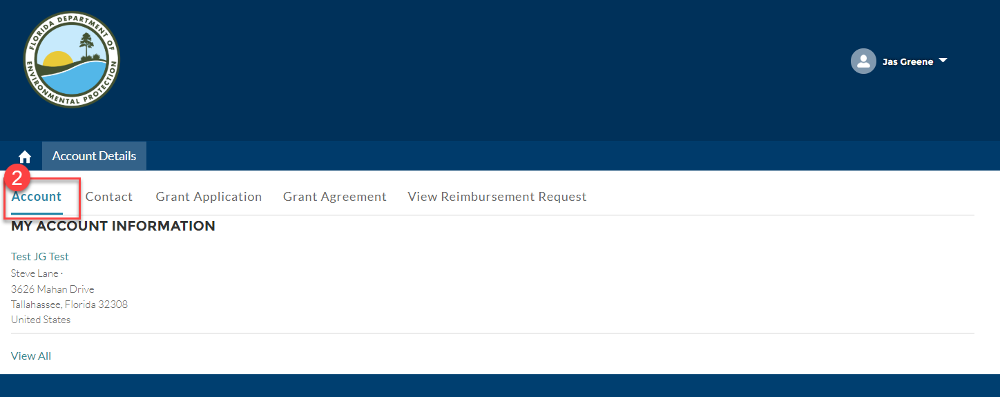 FLORIDA DEPARTMENT OF
ENVIRONMENTAL PROTECTION
Jas Greene
Account Details
2
Account Contact Grant Application Grant Agreement View Reimbursement Request
MY ACCOUNT INFORMATION
Test JG Test
Steve Lane ·
3626 Mahan Drive
Tallahassee, Florida 32308
United States
View All